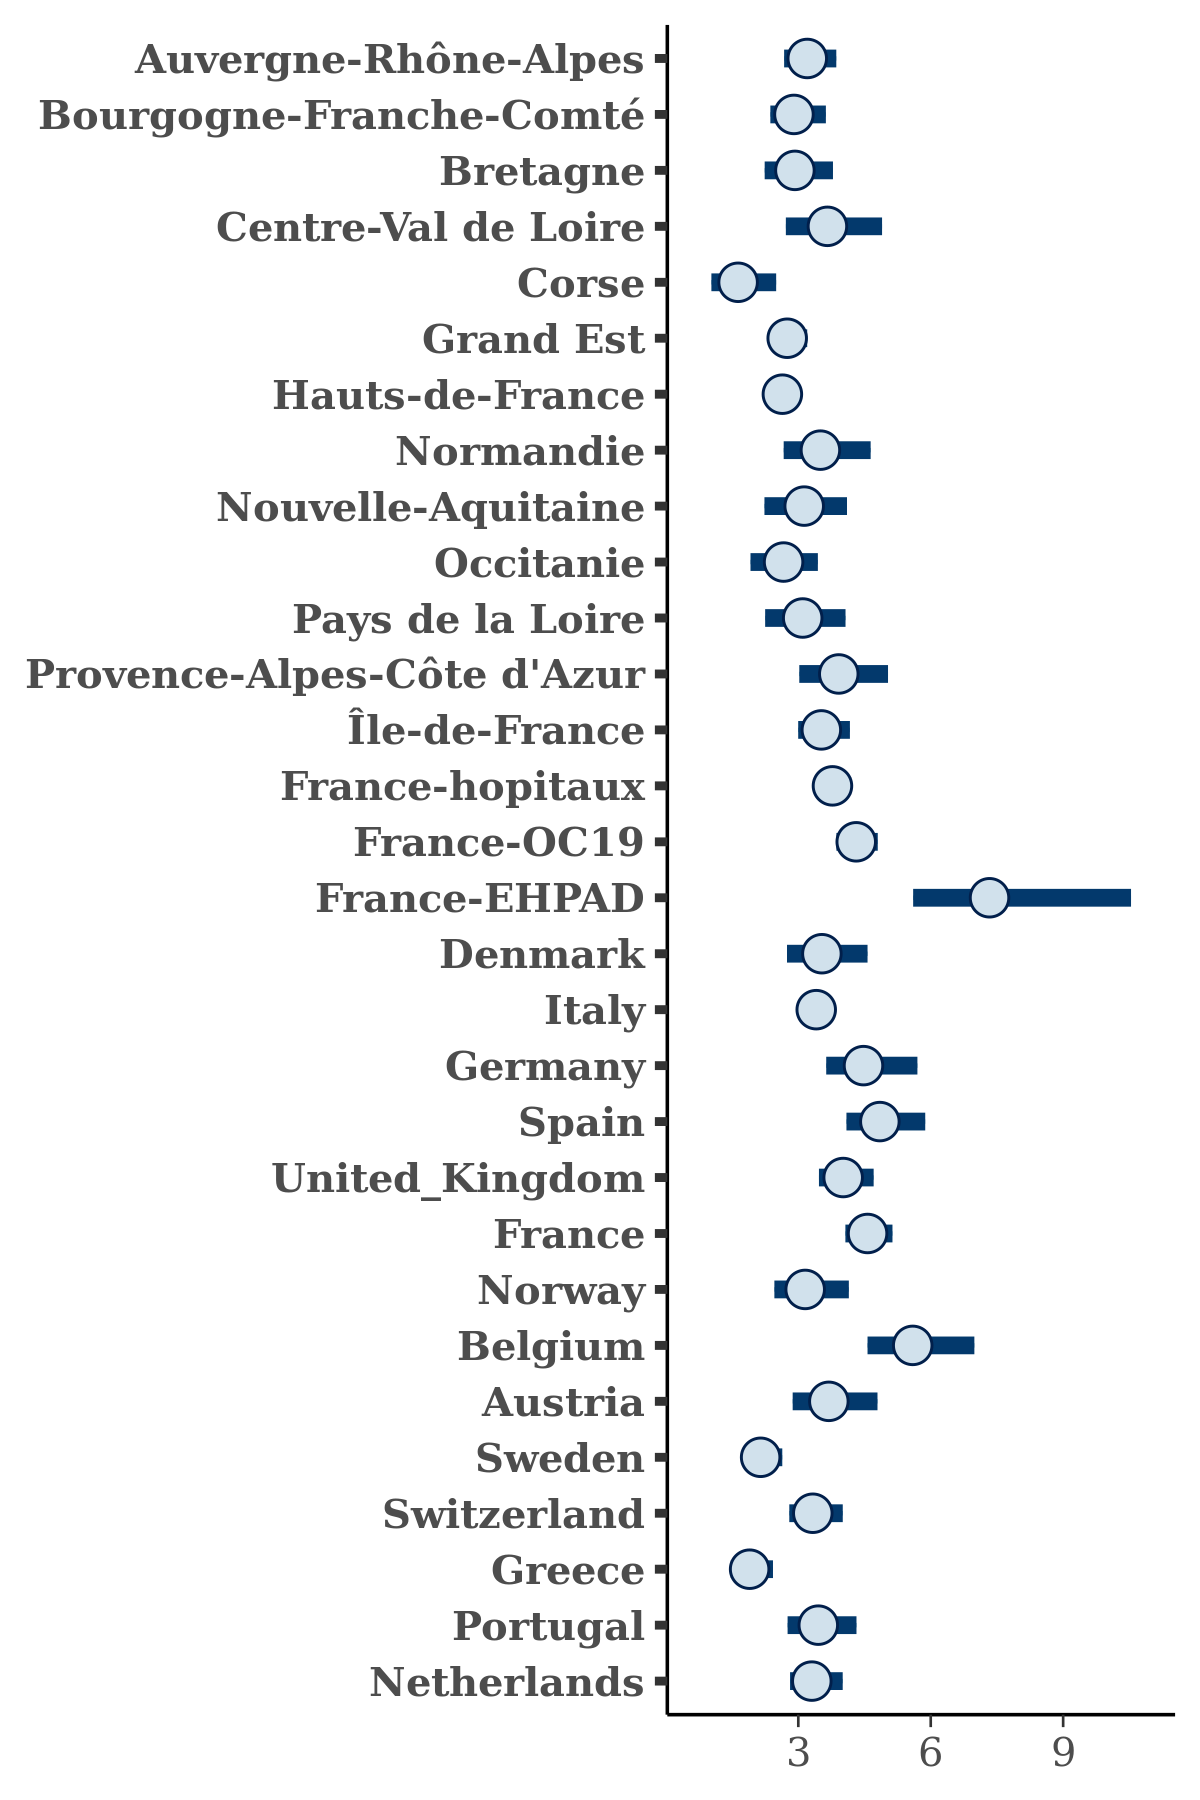 Auvergne-Rhône-Alpes
Bourgogne-Franche-Comté
Bretagne
Centre-Val de Loire
Corse
Grand Est
Hauts-de-France
Normandie
Nouvelle-Aquitaine
Occitanie
Pays de la Loire
Provence-Alpes-Côte d'Azur
Île-de-France
France-hopitaux
France-OC19
France-EHPAD
Denmark
Italy
Germany
Spain
United_Kingdom
France
Norway
Belgium
Austria
Sweden
Switzerland
Greece
Portugal
Netherlands
3 6 9